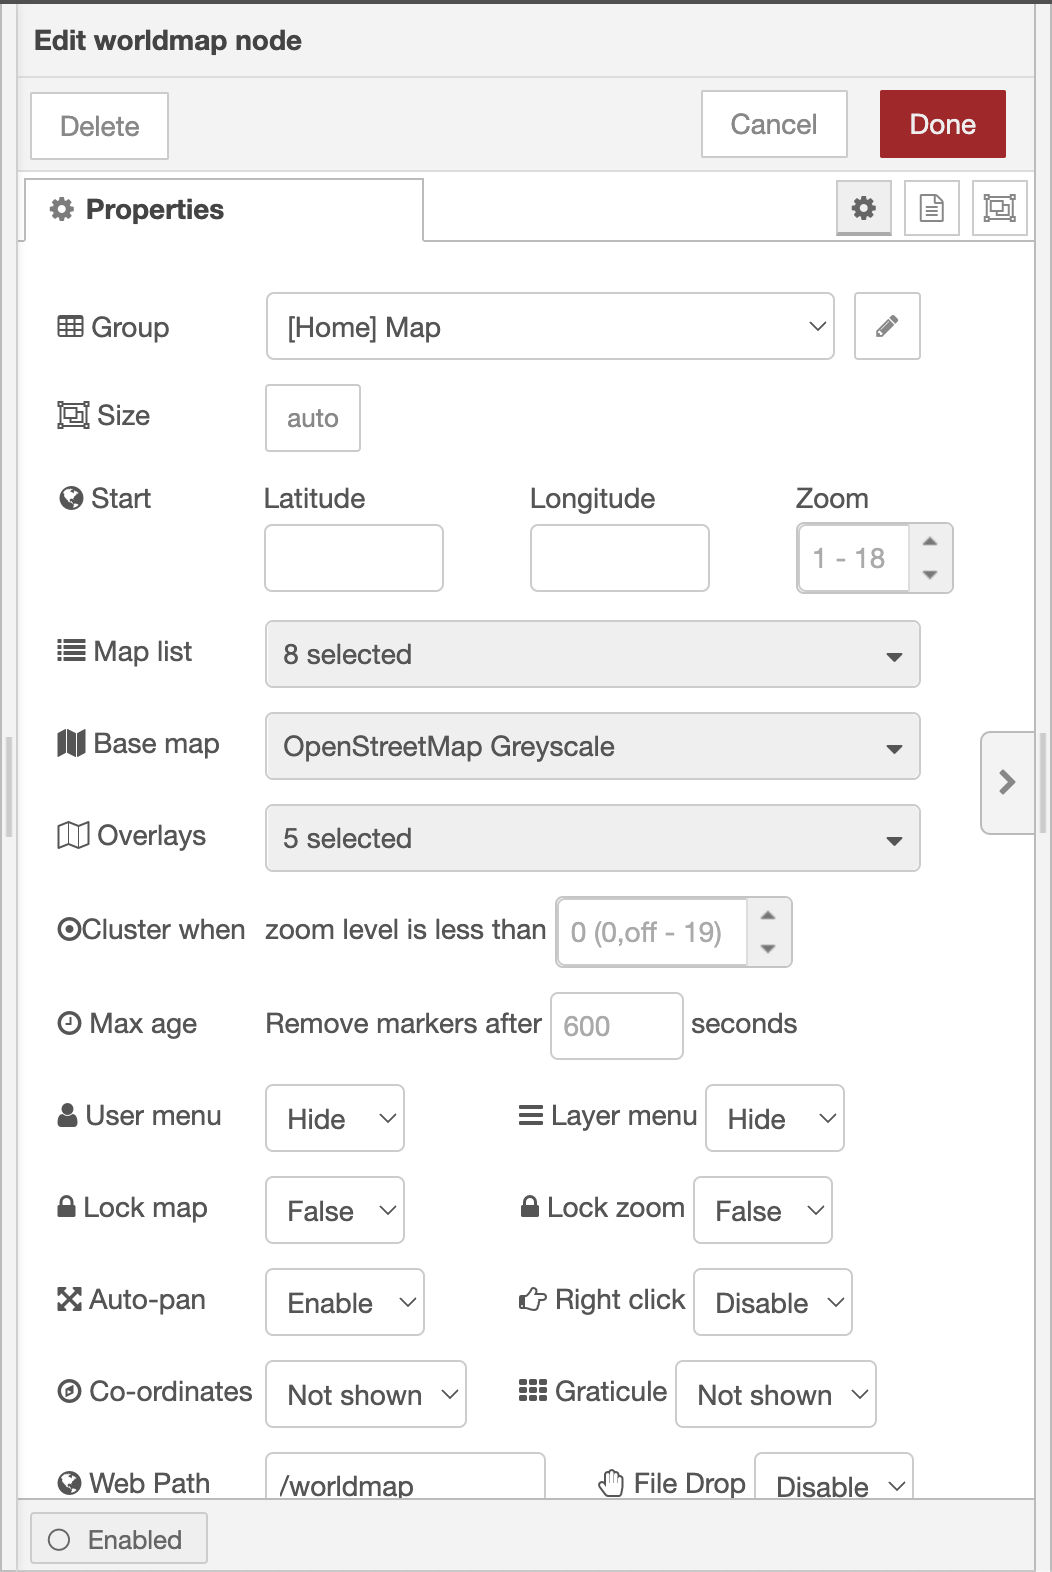 Edit worldmap node
Delete Cancel Done
Properties
Group [Home] Map
Size auto
Start Latitude Longitude Zoom
1 - 18
Map list 8 selected
Base map OpenStreetMap Greyscale
Overlays 5 selected
Cluster when zoom level is less than 0 (0,off - 19)
Max age Remove markers after 600 seconds
User menu Hide Layer menu Hide
Lock map False Lock zoom False
Auto-pan Enable Right click Disable
Co-ordinates Not shown Graticule Not shown
Web Path /worldmap File Drop Disable
Enabled